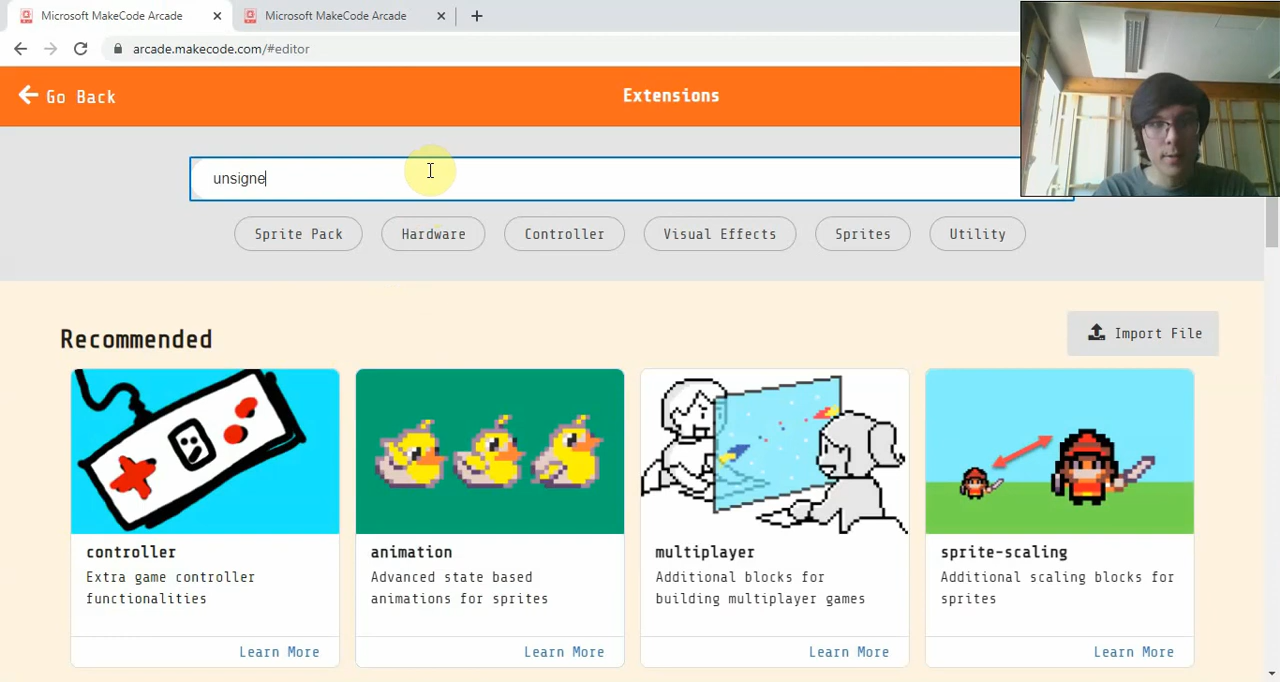 Microsoft MakeCode Arcade
Microsoft MakeCode Arcade
arcade.makecode.com/#editor
Go Back
Extensions
unsigne
Sprite Pack
Hardware
Controller
Visual Effects
Sprites
Utility
Recommended
Import File
controller
Extra game controller
functionalities
Learn More
animation
Advanced state based
animations for sprites
Learn More
multiplayer
Additional blocks for
building multiplayer games
Learn More
sprite-scaling
Additional scaling blocks for
sprites
Learn More